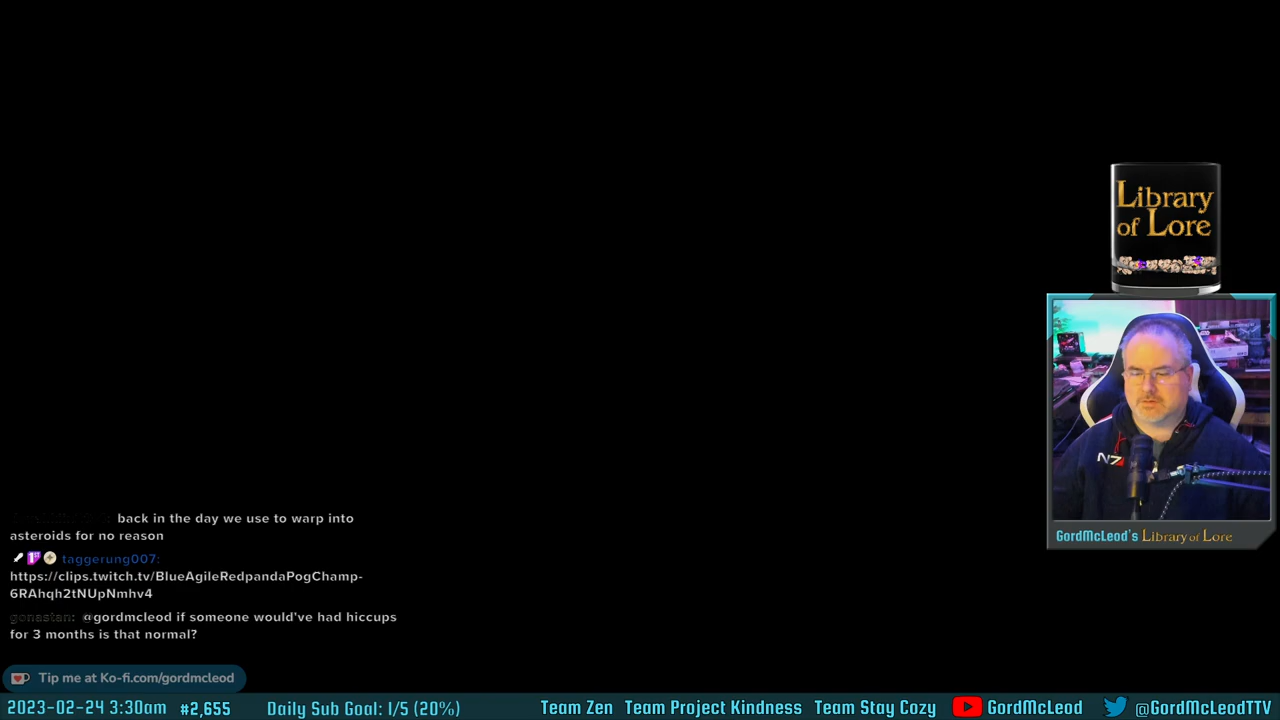 Library
of Lore
N7
GordMcLeod's Library of Lore
back in the day we use to warp into
asteroids for no reason
taggerung007:
https://clips.twitch.tv/BlueAgileRedpandaPogChamp-
6RAhqh2tNUpNmhv4
gonastan: @gordmcleod if someone would've had hiccups
for 3 months is that normal?
Tip me at Ko-fi.com/gordmcleod
2023-02-24 3:30am #2,655 Daily Sub Goal: 1/5 (20%) Team Zen Team Project Kindness Team Stay Cozy GordMcLeod @GordMcLeodTTV